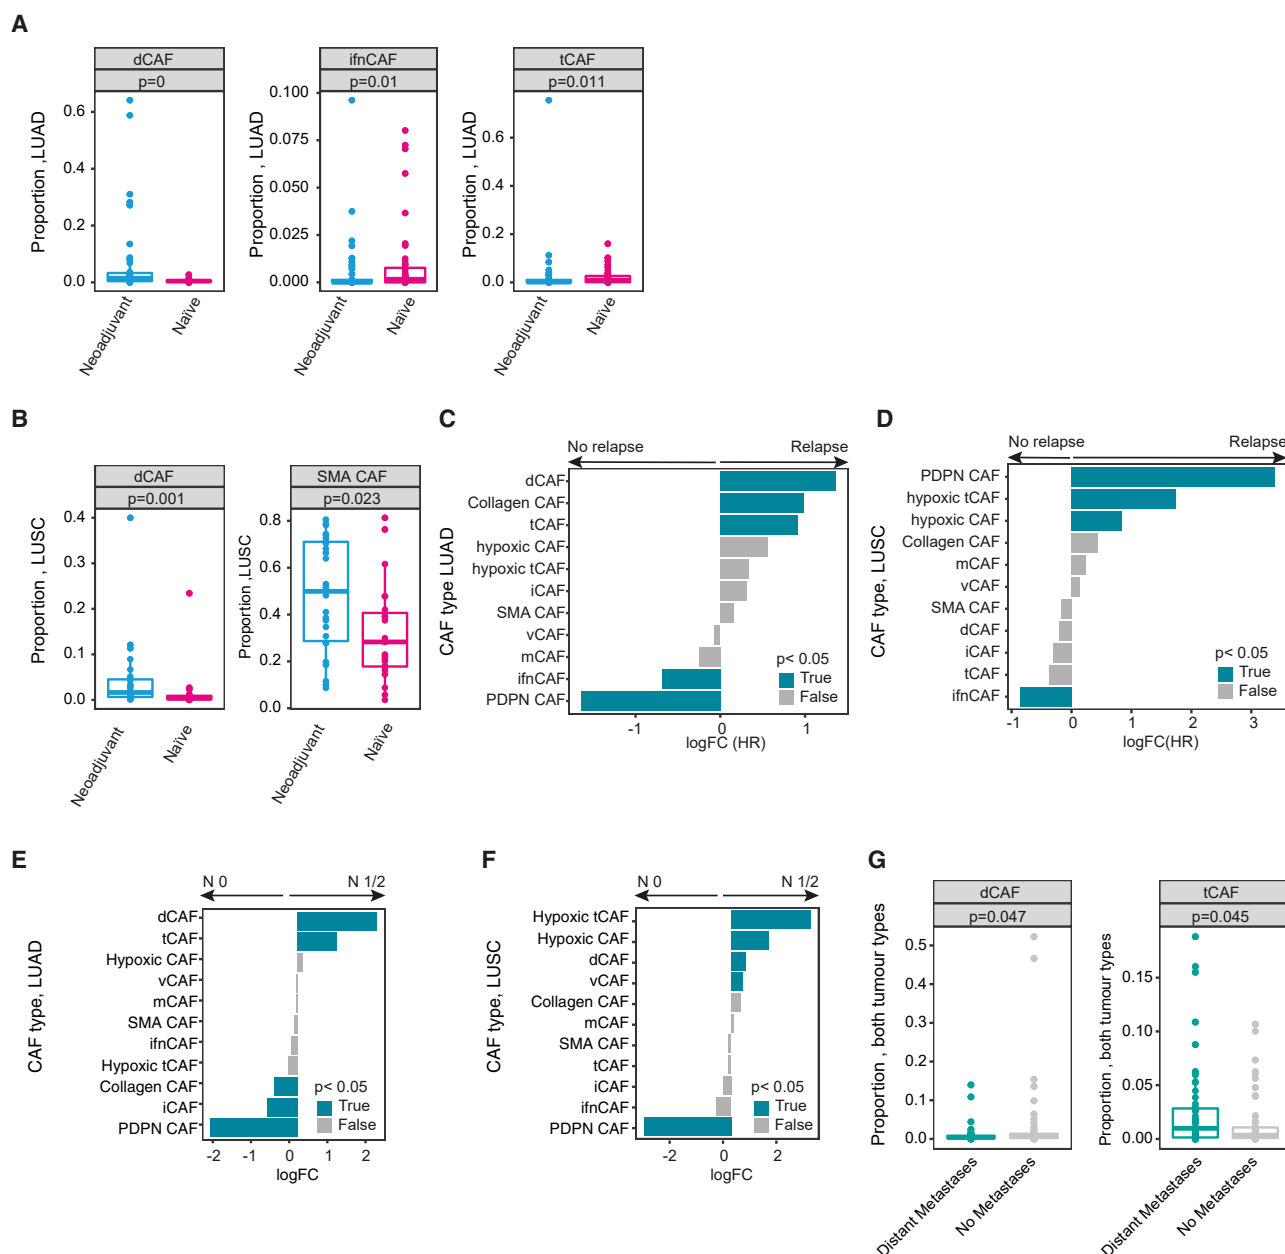 A
dCAF
p=0
Proportion ,LUAD
0.6
0.4
0.2
0.0
Neoadjuvant
Naïve
ifnCAF
p=0.01
Proportion , LUAD
0.100
0.075
0.050
0.025
0.000
Neoadjuvant
Naïve
tCAF
p=0.011
Proportion , LUAD
0.6
0.4
0.2
0.0
Neoadjuvant
Naïve
B
dCAF
p=0.001
Proportion , LUSC
0.4
0.3
0.2
0.1
0.0
Neoadjuvant
Naïve
SMA CAF
p=0.023
Proportion ,LUSC
0.8
0.6
0.4
0.2
0.0
Neoadjuvant
Naïve
C
No relapse
Relapse
CAF type LUAD
dCAF
Collagen CAF
tCAF
hypoxic CAF
hypoxic tCAF
iCAF
SMA CAF
vCAF
mCAF
ifnCAF
PDPN CAF
p< 0.05
True
False
-1
0
1
logFC (HR)
D
No relapse
Relapse
CAF type, LUSC
PDPN CAF
hypoxic tCAF
hypoxic CAF
Collagen CAF
mCAF
vCAF
SMA CAF
dCAF
iCAF
tCAF
ifnCAF
p< 0.05
True
False
-1
0
1
2
3
logFC(HR)
E
N 0
N 1/2
CAF type, LUAD
dCAF
tCAF
Hypoxic CAF
vCAF
mCAF
SMA CAF
ifnCAF
Hypoxic tCAF
Collagen CAF
iCAF
PDPN CAF
p< 0.05
True
False
-2
-1
0
1
2
logFC
F
N 0
N 1/2
CAF type, LUSC
Hypoxic tCAF
Hypoxic CAF
dCAF
vCAF
Collagen CAF
mCAF
SMA CAF
tCAF
iCAF
ifnCAF
PDPN CAF
p< 0.05
True
False
-2
0
2
logFC
G
dCAF
p=0.047
Proportion , both tumour types
0.5
0.4
0.3
0.2
0.1
0.0
Distant Metastases
No Metastases
tCAF
p=0.045
Proportion , both tumour types
0.15
0.10
0.05
0.00
Distant Metastases
No Metastases